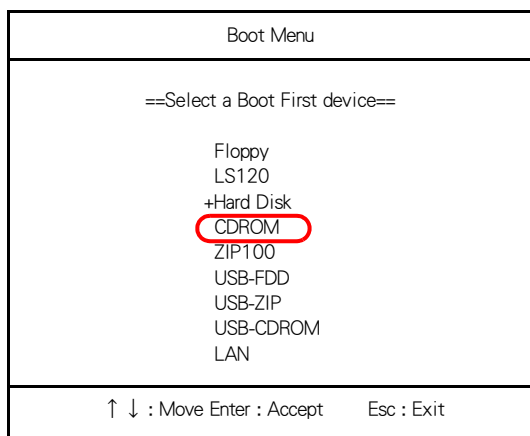 Boot Menu
==Select a Boot First device==
Floppy
LS120
+Hard Disk
CDROM
ZIP100
USB-FDD
USB-ZIP
USB-CDROM
LAN
↑ ↓ : Move Enter : Accept Esc : Exit